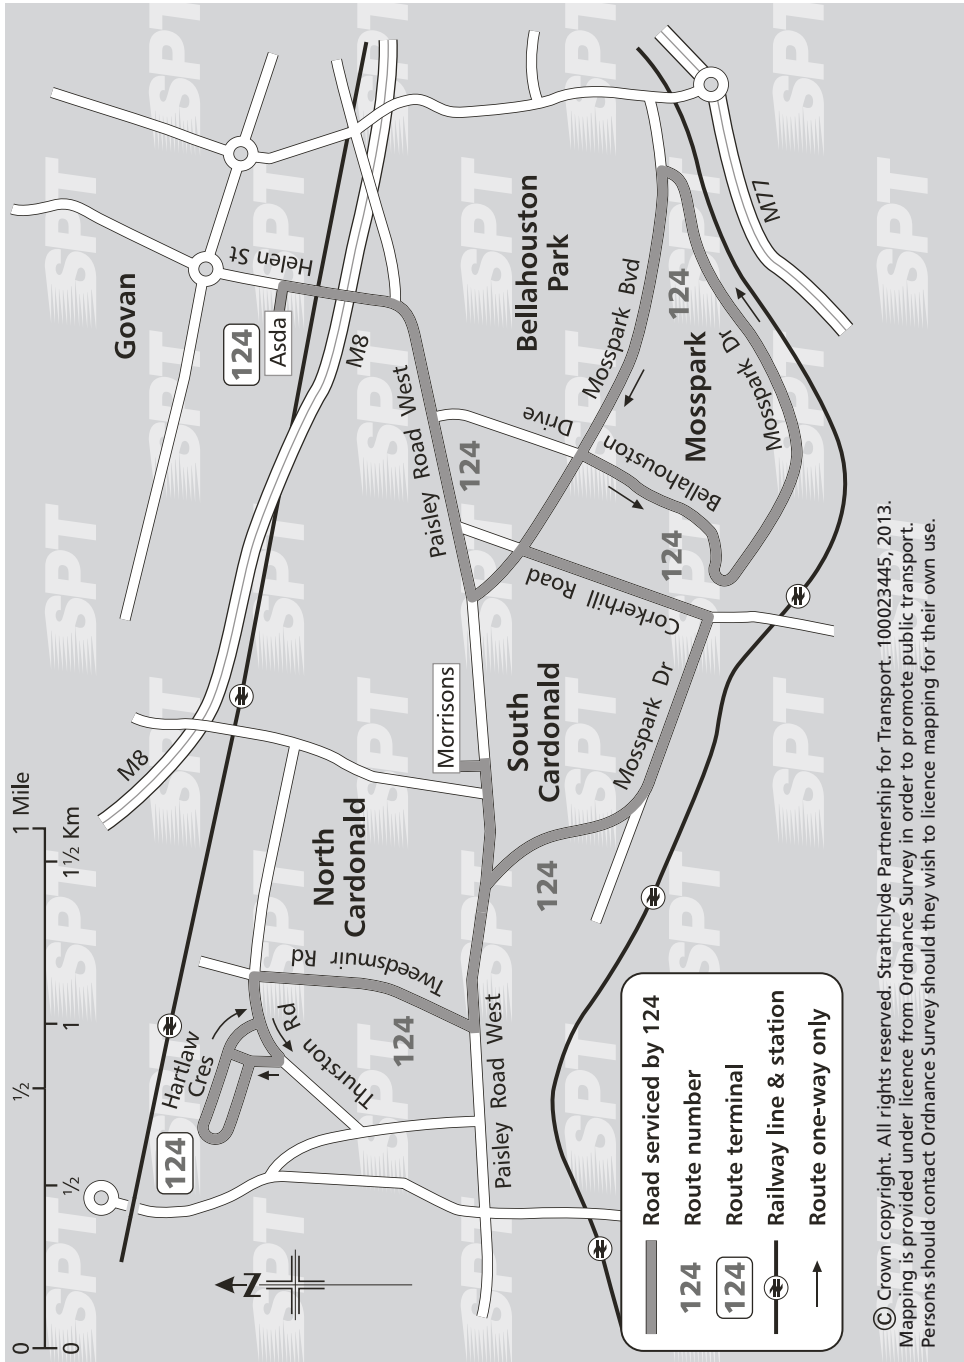 0
1/2
1 Mile
0
1/2
1
1 1/2 Km
N
Govan
Helen St
124
Asda
M8
M8
Bellahouston
Park
M77
Paisley Road West
Mosspark Bvd
124
Mosspark
Mosspark Dr
Bellahouston Drive
124
124
Corkerhill Road
Morrisons
South
Cardonald
Mosspark Dr
124
North
Cardonald
Tweedsmuir Rd
124
Hartlaw
Cres
Thurston Rd
124
Paisley Road West
Road serviced by 124
124 Route number
124 Route terminal
Railway line & station
Route one-way only
© Crown copyright. All rights reserved. Strathclyde Partnership for Transport. 100023445, 2013.
Mapping is provided under licence from Ordnance Survey in order to promote public transport.
Persons should contact Ordnance Survey should they wish to licence mapping for their own use.
SPT